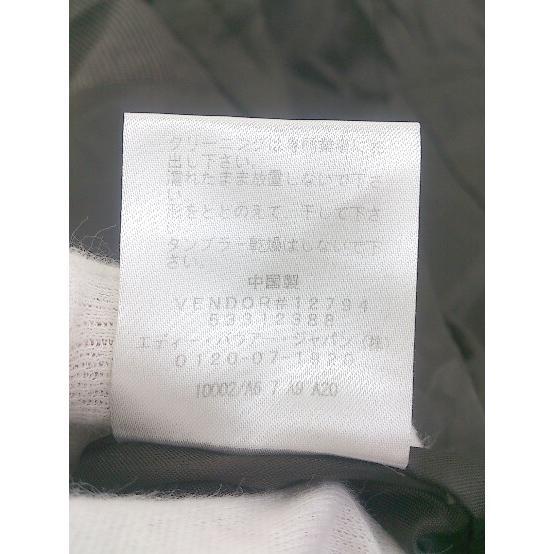 クリーニングは専門業者に
出し下さい。
濡れたまま放置しないで下さ
い
形をととのえて、干して下さ
い。
タンブラー乾燥はしないで下
さい。
中国製
VENDOR#12794
53312388
エディー・バウアー・ジャパン(株)
0120-07-1920
10002/A6 7 A9 A20